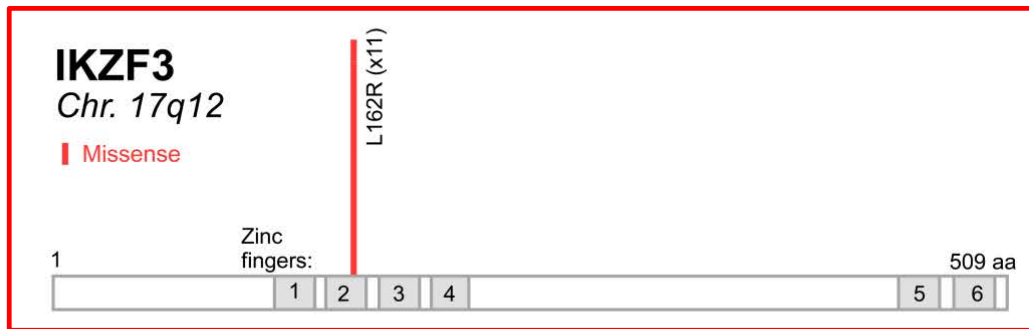 IKZF3
Chr. 17q12
Missense
L162R (x11)
Zinc
fingers:
1
509 aa
1 2 3 4 5 6